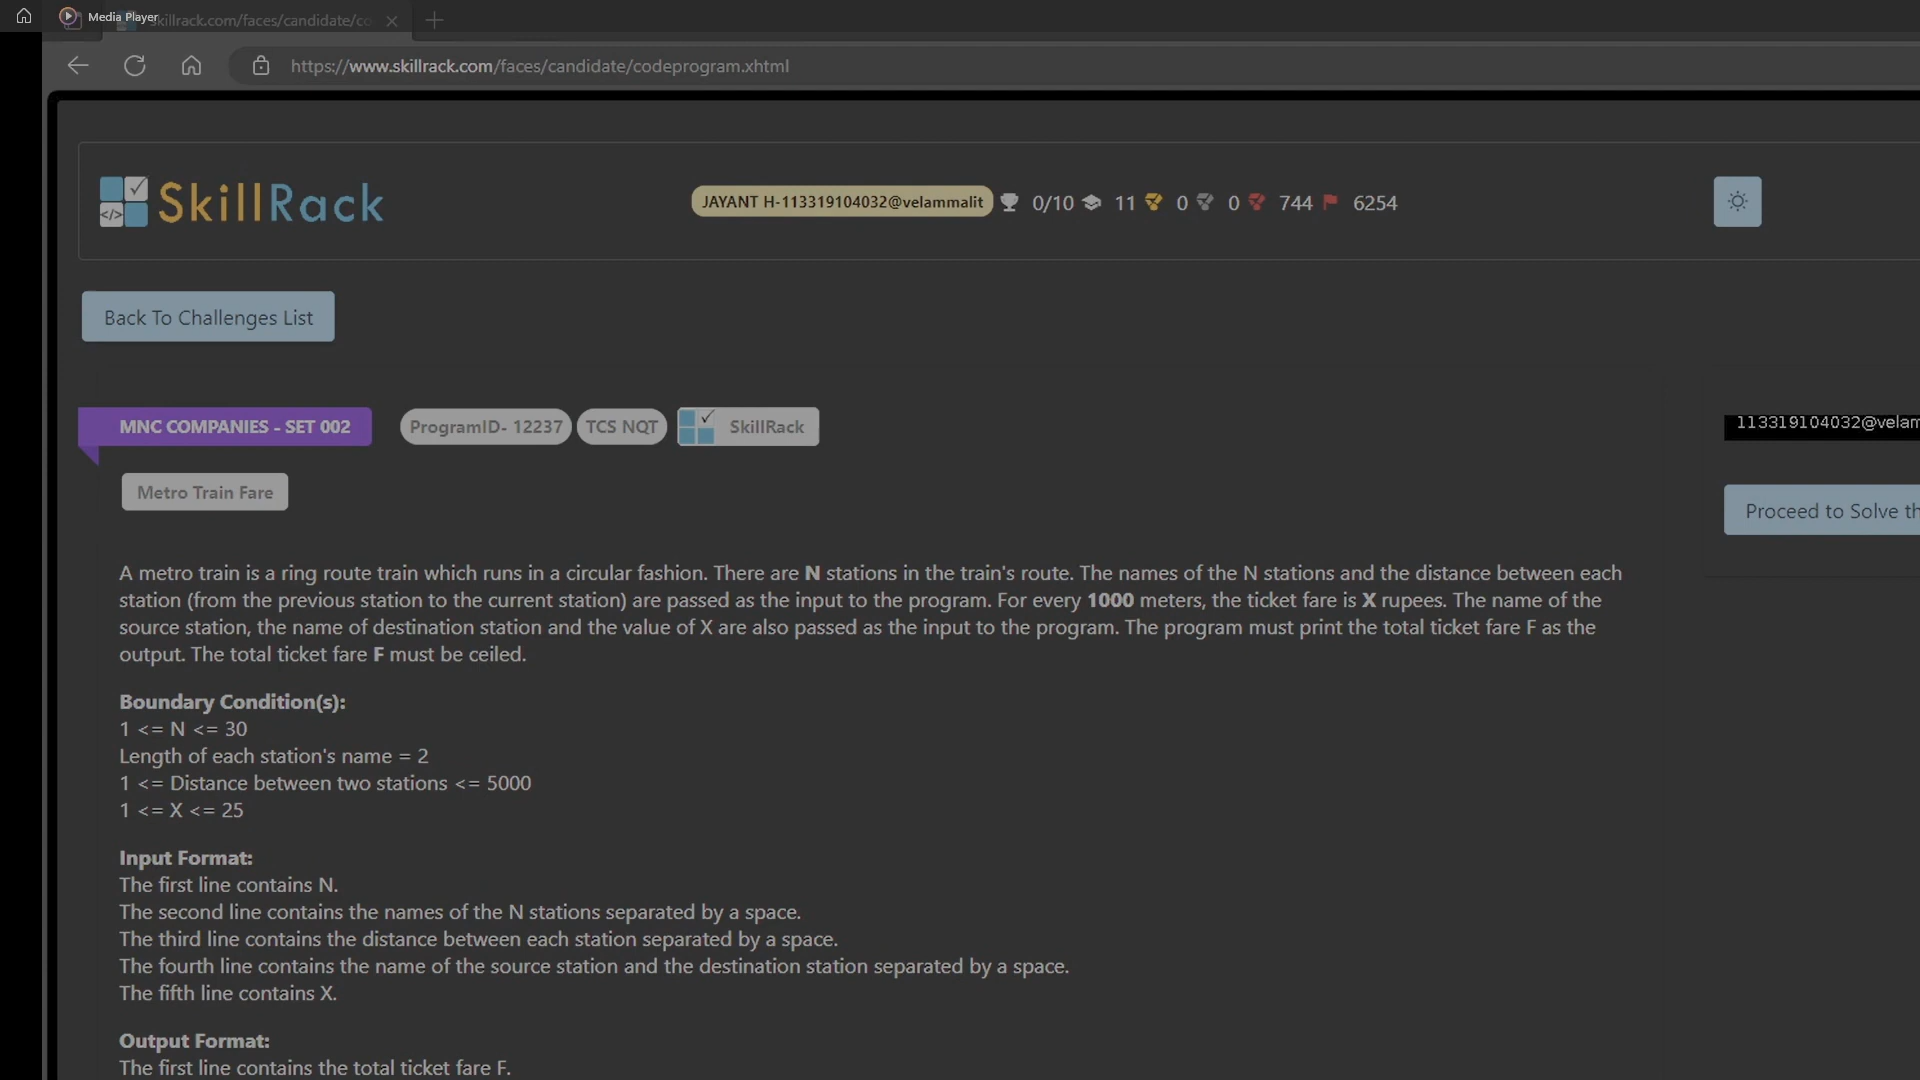 Media Player
skillrack.com/faces/candidate/co
https://www.skillrack.com/faces/candidate/codeprogram.xhtml
SkillRack
JAYANT H-113319104032@velammalit 0/10 11 0 0 744 6254
Back To Challenges List
MNC COMPANIES - SET 002 ProgramID- 12237 TCS NQT SkillRack
113319104032@velam
Metro Train Fare
Proceed to Solve th
A metro train is a ring route train which runs in a circular fashion. There are N stations in the train's route. The names of the N stations and the distance between each
station (from the previous station to the current station) are passed as the input to the program. For every 1000 meters, the ticket fare is X rupees. The name of the
source station, the name of destination station and the value of X are also passed as the input to the program. The program must print the total ticket fare F as the
output. The total ticket fare F must be ceiled.
Boundary Condition(s):
1 <= N <= 30
Length of each station's name = 2
1 <= Distance between two stations <= 5000
1 <= X <= 25
Input Format:
The first line contains N.
The second line contains the names of the N stations separated by a space.
The third line contains the distance between each station separated by a space.
The fourth line contains the name of the source station and the destination station separated by a space.
The fifth line contains X.
Output Format:
The first line contains the total ticket fare F.